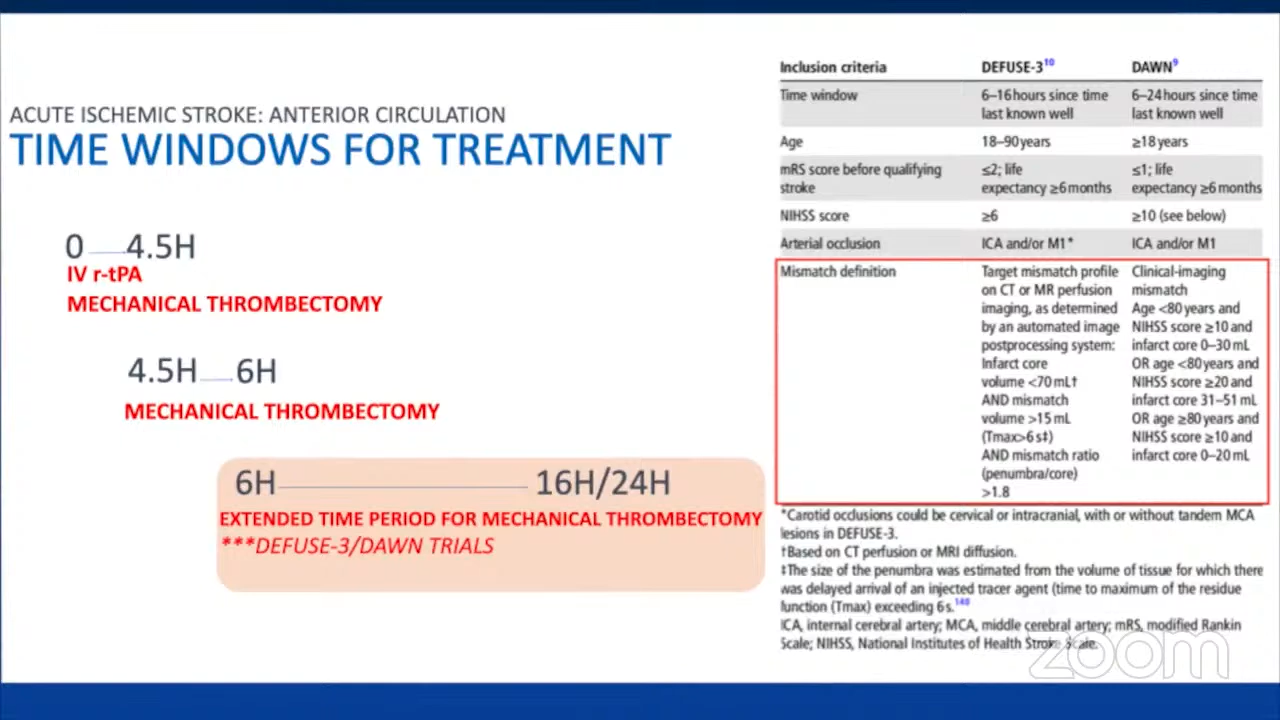 ACUTE ISCHEMIC STROKE: ANTERIOR CIRCULATION
TIME WINDOWS FOR TREATMENT
0 4.5H
IV r-tPA
MECHANICAL THROMBECTOMY
4.5H 6H
MECHANICAL THROMBECTOMY
6H 16H/24H
EXTENDED TIME PERIOD FOR MECHANICAL THROMBECTOMY
***DEFUSE-3/DAWN TRIALS
Inclusion criteria DEFUSE-3¹⁰ DAWN⁹
Time window 6–16 hours since time last known well 6–24 hours since time last known well
Age 18–90 years ≥18 years
mRS score before qualifying stroke ≤2; life expectancy ≥6 months ≤1; life expectancy ≥6 months
NIHSS score ≥6 ≥10 (see below)
Arterial occlusion ICA and/or M1* ICA and/or M1
Mismatch definition
Target mismatch profile
on CT or MR perfusion
imaging, as determined
by an automated image
postprocessing system:
Infarct core
volume <70 mL†
AND mismatch
volume >15 mL
(Tmax>6 s‡)
AND mismatch ratio
(penumbra/core)
>1.8
Clinical-imaging
mismatch
Age <80 years and
NIHSS score ≥10 and
infarct core 0–30 mL
OR age <80 years and
NIHSS score ≥20 and
infarct core 31–51 mL
OR age ≥80 years and
NIHSS score ≥10 and
infarct core 0–20 mL
*Carotid occlusions could be cervical or intracranial, with or without tandem MCA
lesions in DEFUSE-3.
†Based on CT perfusion or MRI diffusion.
‡The size of the penumbra was estimated from the volume of tissue for which there
was delayed arrival of an injected tracer agent (time to maximum of the residue
function (Tmax) exceeding 6 s.¹⁴⁰
ICA, internal cerebral artery; MCA, middle cerebral artery; mRS, modified Rankin
Scale; NIHSS, National Institutes of Health Stroke Scale.
zoom